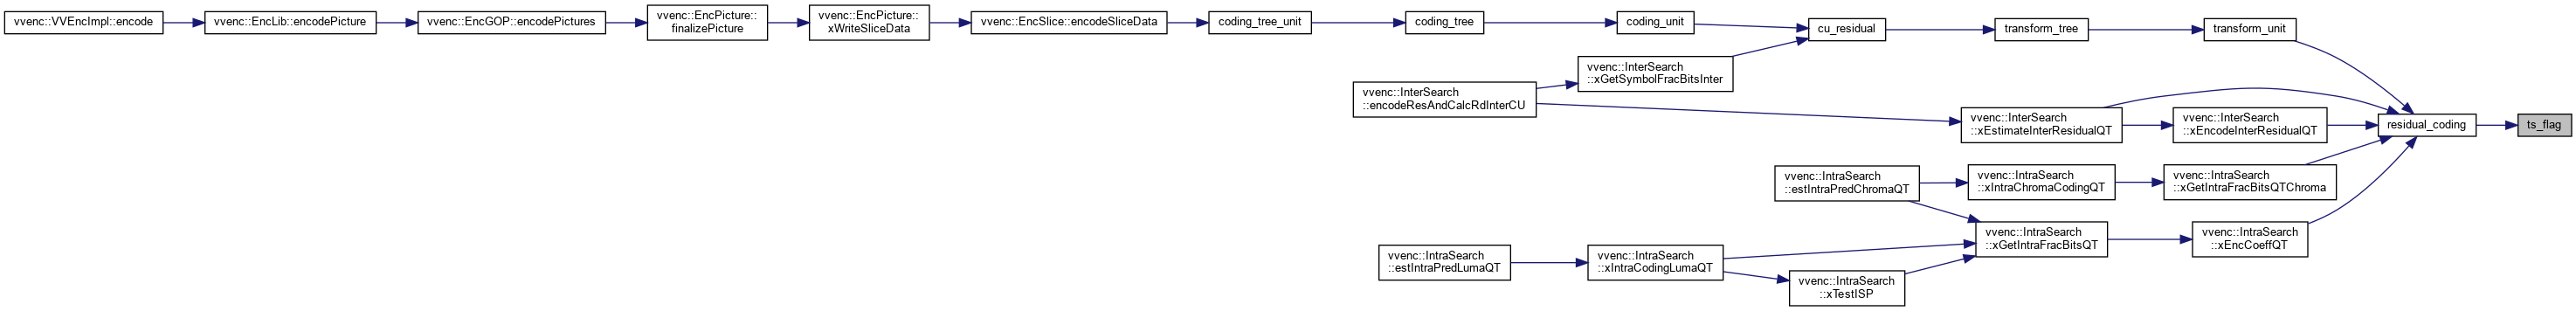 vvenc::VVEncImpl::encode
vvenc::EncLib::encodePicture
vvenc::EncGOP::encodePictures
vvenc::EncPicture::
finalizePicture
vvenc::EncPicture::
xWriteSliceData
vvenc::EncSlice::encodeSliceData
coding_tree_unit
coding_tree
coding_unit
cu_residual
transform_tree
transform_unit
vvenc::InterSearch
::xGetSymbolFracBitsInter
vvenc::InterSearch
::encodeResAndCalcRdInterCU
vvenc::InterSearch
::xEstimateInterResidualQT
vvenc::InterSearch
::xEncodeInterResidualQT
residual_coding
ts_flag
vvenc::IntraSearch
::estIntraPredChromaQT
vvenc::IntraSearch
::xIntraChromaCodingQT
vvenc::IntraSearch
::xGetIntraFracBitsQTChroma
vvenc::IntraSearch
::xGetIntraFracBitsQT
vvenc::IntraSearch
::xEncCoeffQT
vvenc::IntraSearch
::estIntraPredLumaQT
vvenc::IntraSearch
::xIntraCodingLumaQT
vvenc::IntraSearch
::xTestISP